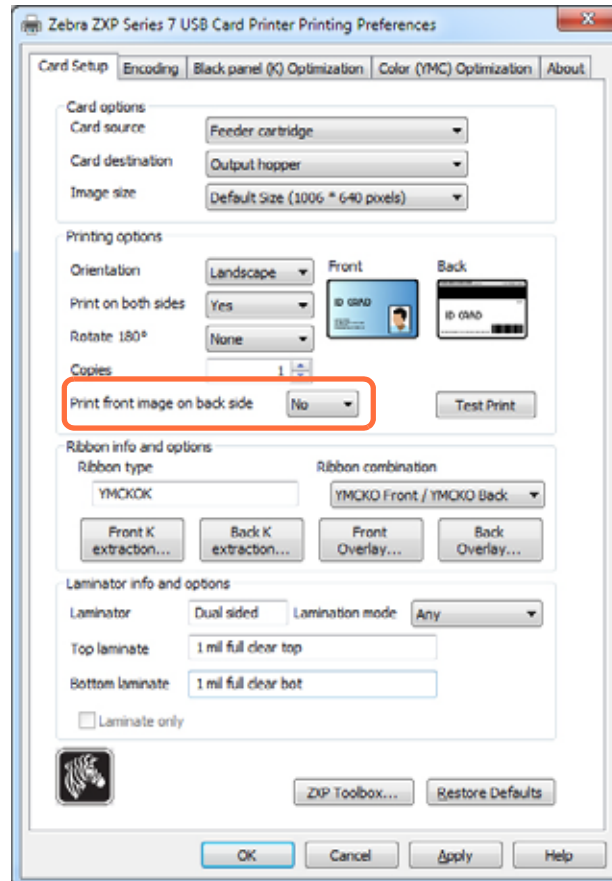 Zebra ZXP Series 7 USB Card Printer Printing Preferences
Card Setup Encoding Black panel (K) Optimization Color (YMC) Optimization About
Card options
Card source Feeder cartridge
Card destination Output hopper
Image size Default Size (1006 * 640 pixels)
Printing options
Orientation Landscape Front Back
Print on both sides Yes
ID CARD
ID CARD
Rotate 180° None
Copies 1
Print front image on back side No Test Print
Ribbon info and options
Ribbon type Ribbon combination
YMCKOK YMCKO Front / YMCKO Back
Front K extraction... Back K extraction... Front Overlay... Back Overlay...
Laminator info and options
Laminator Dual sided Lamination mode Any
Top laminate 1 mil full clear top
Bottom laminate 1 mil full clear bot
Laminate only
ZXP Toolbox... Restore Defaults
OK Cancel Apply Help